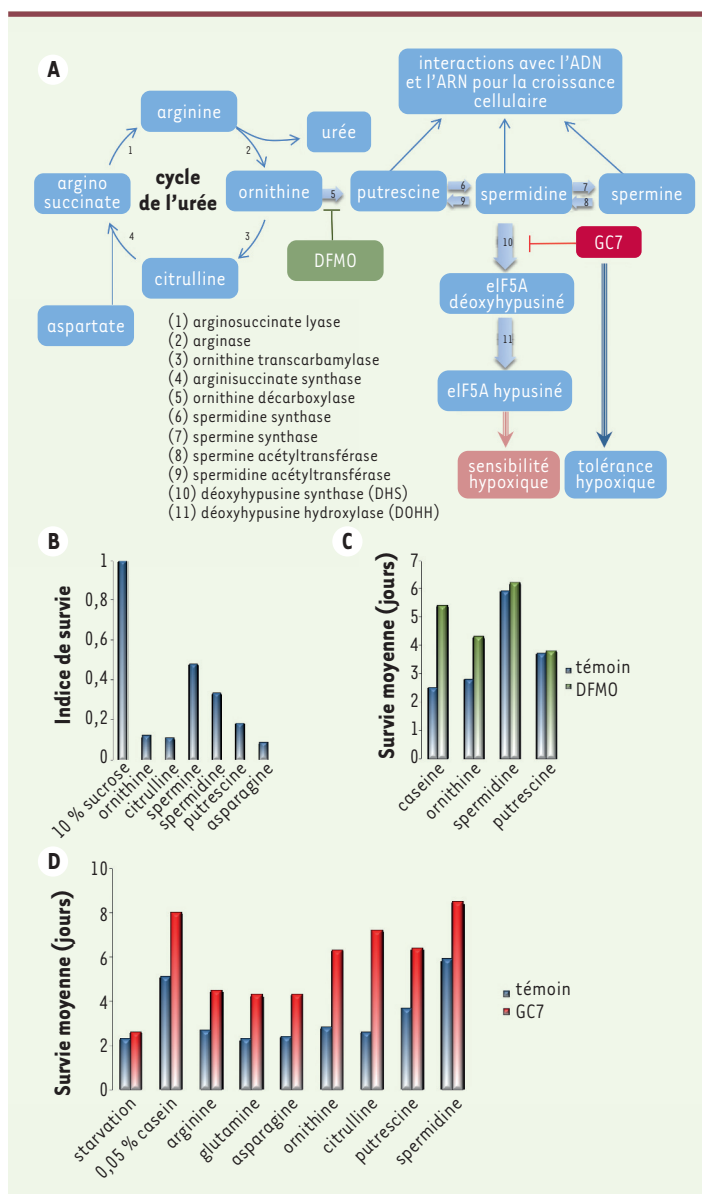 A
interactions avec l'ADN
et l'ARN pour la croissance
cellulaire
arginine
urée
1
2
argino
succinate
cycle
de l'urée
ornithine
5
putrescine
6
9
spermidine
7
8
spermine
4
3
DFMO
10
GC7
citrulline
eIF5A
déoxyhypusiné
aspartate
11
eIF5A hypusiné
sensibilité
hypoxique
tolérance
hypoxique
(1) arginosuccinate lyase
(2) arginase
(3) ornithine transcarbamylase
(4) arginisuccinate synthase
(5) ornithine décarboxylase
(6) spermidine synthase
(7) spermine synthase
(8) spermine acétyltransférase
(9) spermidine acétyltransférase
(10) déoxyhypusine synthase (DHS)
(11) déoxyhypusine hydroxylase (DOHH)
B
Indice de survie
1
0,8
0,6
0,4
0,2
0
10 % sucrose
ornithine
citrulline
spermine
spermidine
putrescine
asparagine
C
Survie moyenne (jours)
7
6
5
4
3
2
1
0
caseine
ornithine
spermidine
putrescine
témoin
DFMO
D
Survie moyenne (jours)
10
8
6
4
2
0
starvation
0,05 % casein
arginine
glutamine
asparagine
ornithine
citrulline
putrescine
spermidine
témoin
GC7